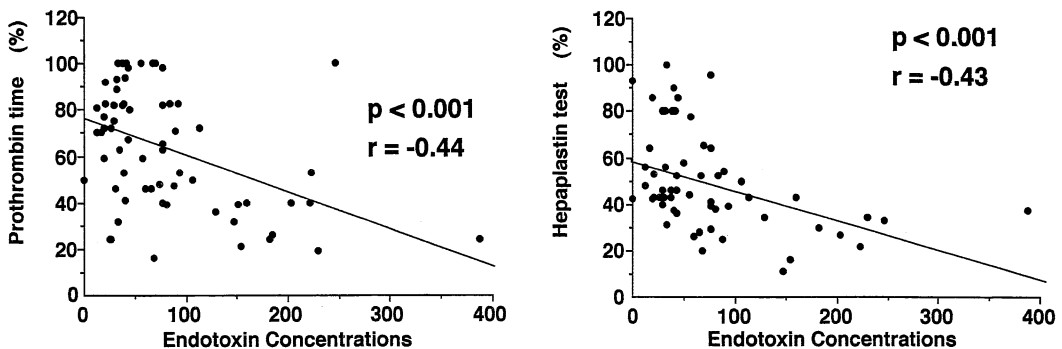 Prothrombin time (%)
120
100
80
60
40
20
0
p < 0.001
r = -0.44
0 100 200 300 400
Endotoxin Concentrations
Hepaplastin test (%)
120
100
80
60
40
20
0
p < 0.001
r = -0.43
0 100 200 300 400
Endotoxin Concentrations